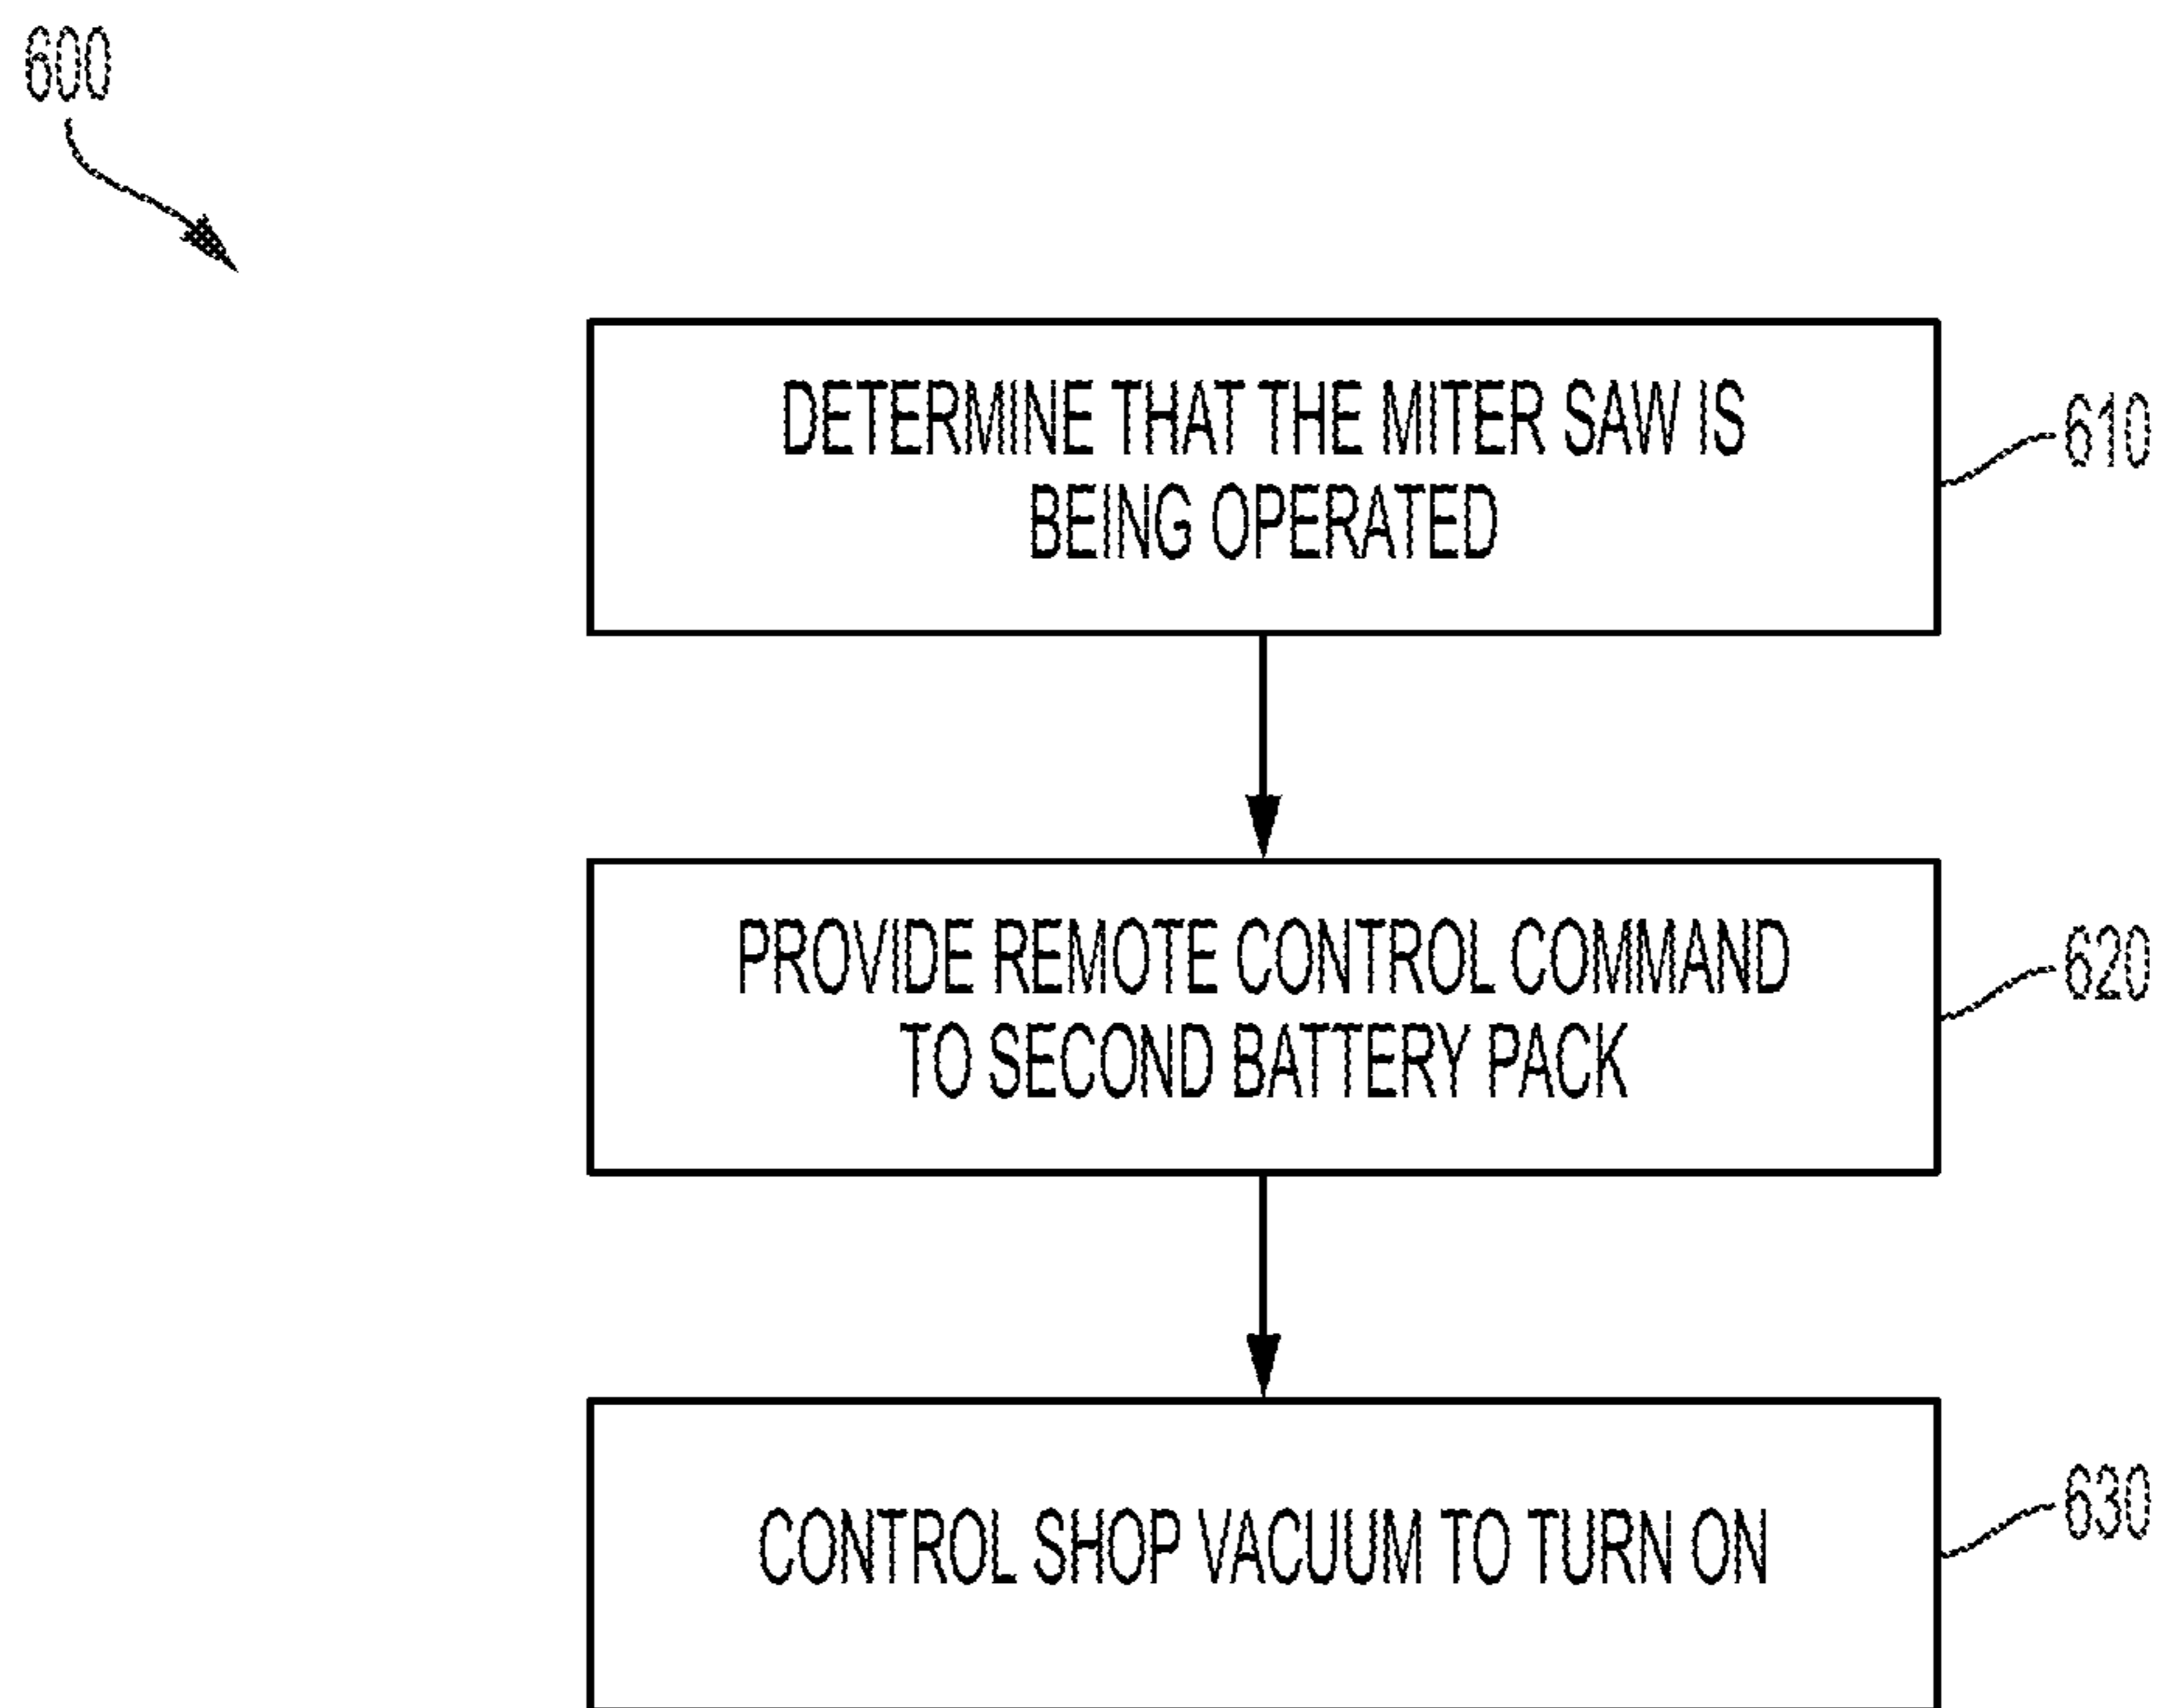 600
DETERMINE THAT THE MITER SAW IS
BEING OPERATED
610
PROVIDE REMOTE CONTROL COMMAND
TO SECOND BATTERY PACK
620
CONTROL SHOP VACUUM TO TURN ON
630